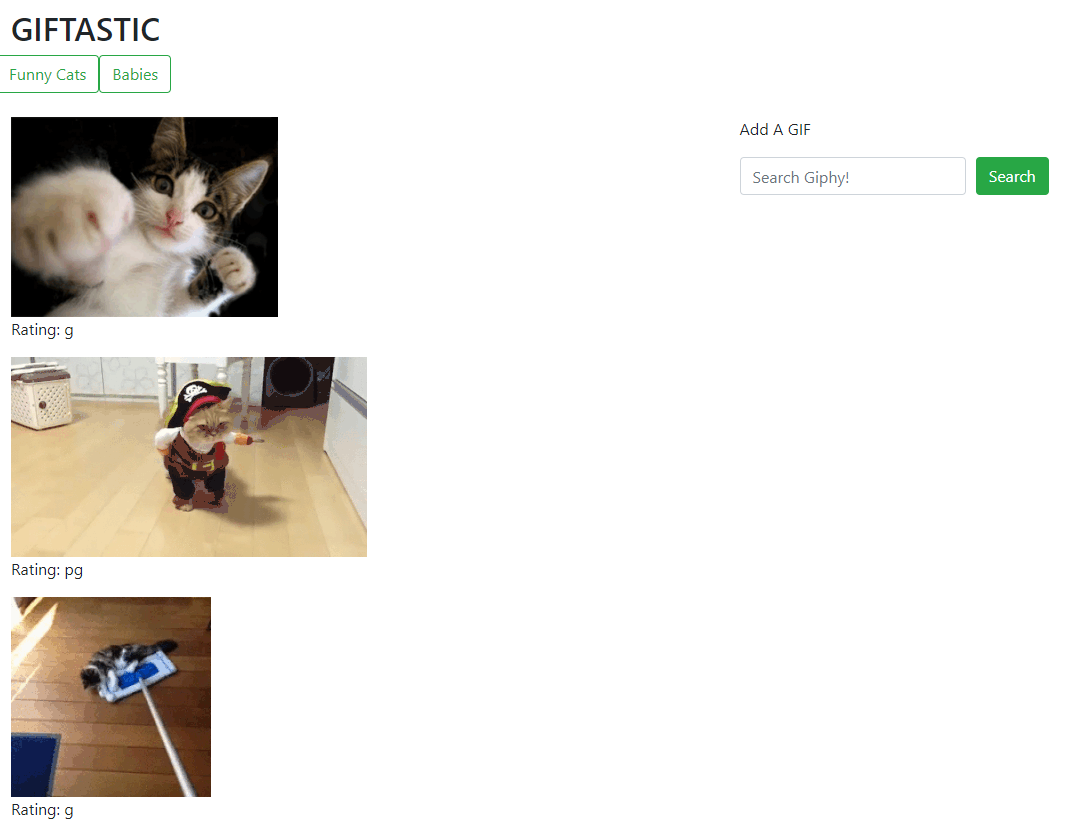 GIFTASTIC
Funny Cats Babies
Add A GIF
Search Giphy! Search
Rating: g
Rating: pg
Rating: g